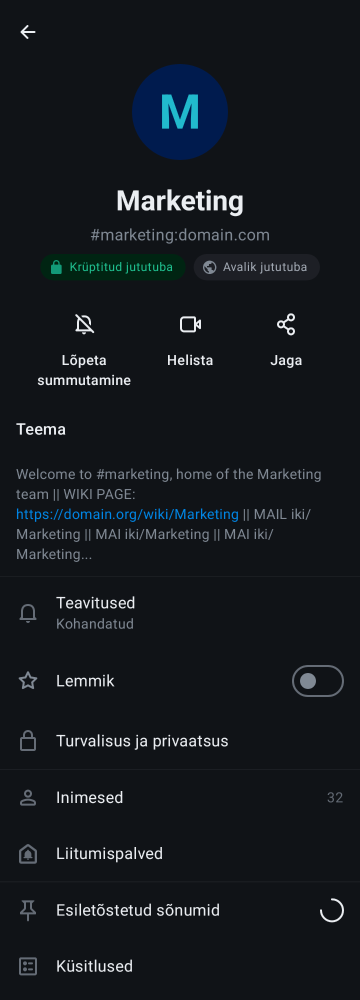 M
Marketing
#marketing:domain.com
Krüptitud jututuba Avalik jututuba
Lõpeta summutamine
Helista
Jaga
Teema
Welcome to #marketing, home of the Marketing
team || WIKI PAGE:
https://domain.org/wiki/Marketing || MAIL iki/
Marketing || MAI iki/Marketing || MAI iki/
Marketing...
Teavitused
Kohandatud
Lemmik
Turvalisus ja privaatsus
Inimesed 32
Liitumispalved
Esiletõstetud sõnumid
Küsitlused